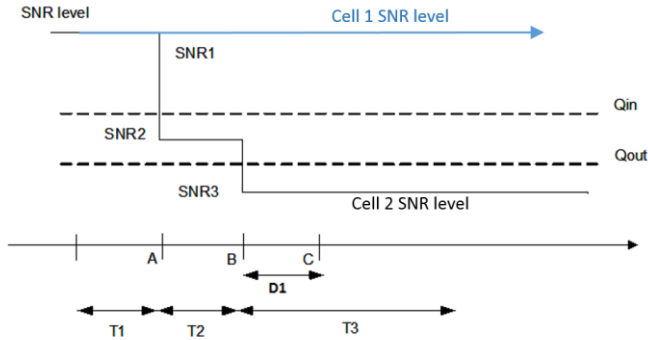 SNR level
Cell 1 SNR level
SNR1
Qin
SNR2
Qout
SNR3
Cell 2 SNR level
A
B
C
D1
T1
T2
T3